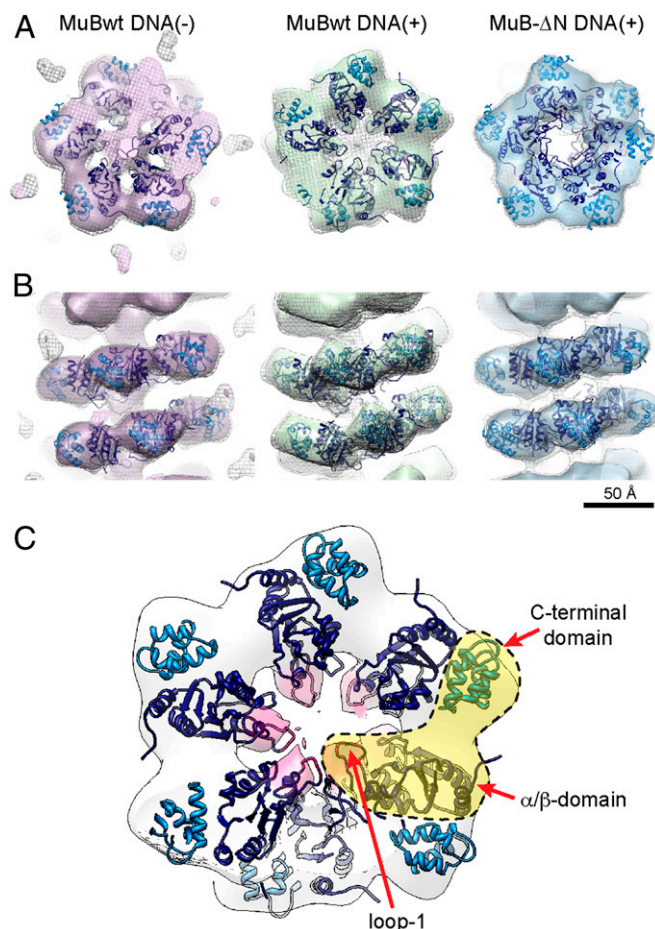 A
MuBwt DNA(-)
MuBwt DNA(+)
MuB-ΔN DNA(+)
B
50 Å
C
C-terminal
domain
α/β-domain
loop-1